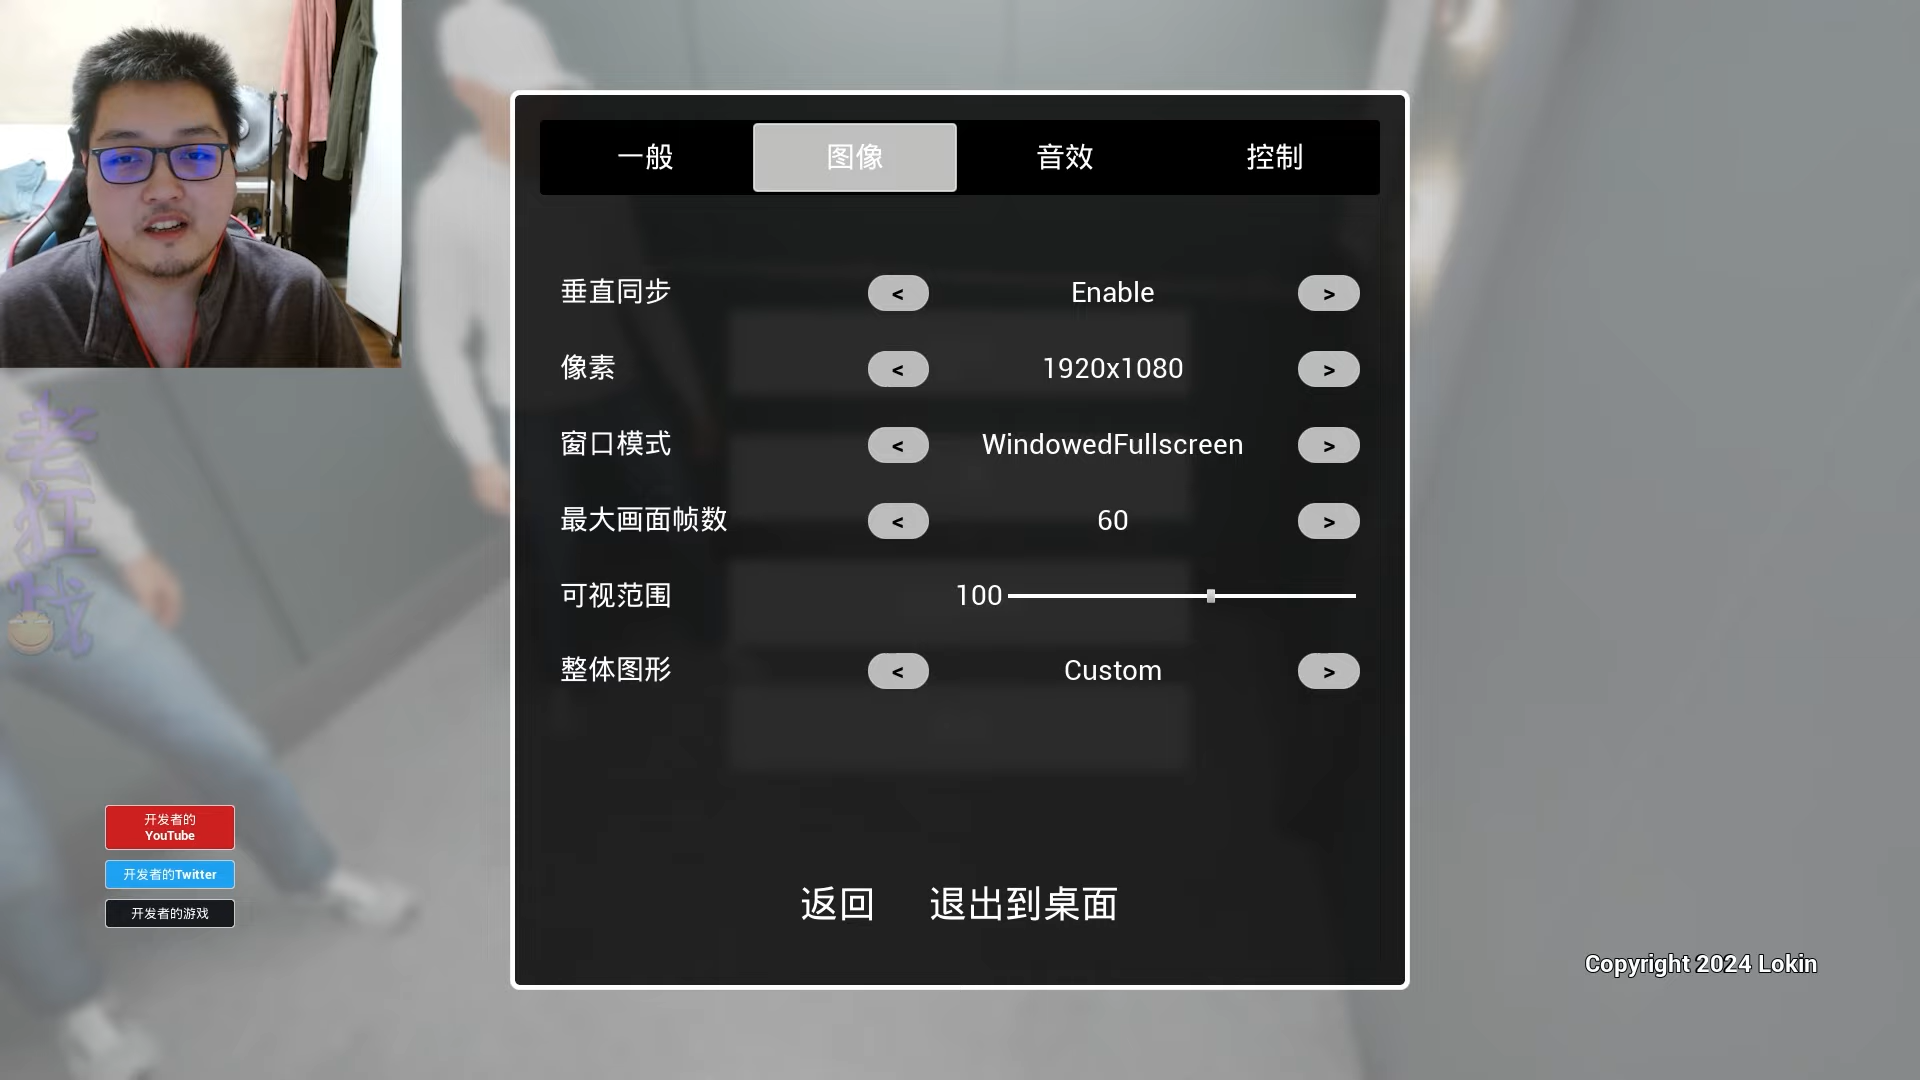 一般 图像 音效 控制
垂直同步 < Enable >
像素 < 1920x1080 >
窗口模式 < WindowedFullscreen >
最大画面帧数 < 60 >
可视范围 100
整体图形 < Custom >
返回 退出到桌面
老狂戏
开发者的
YouTube
开发者的Twitter
开发者的游戏
Copyright 2024 Lokin